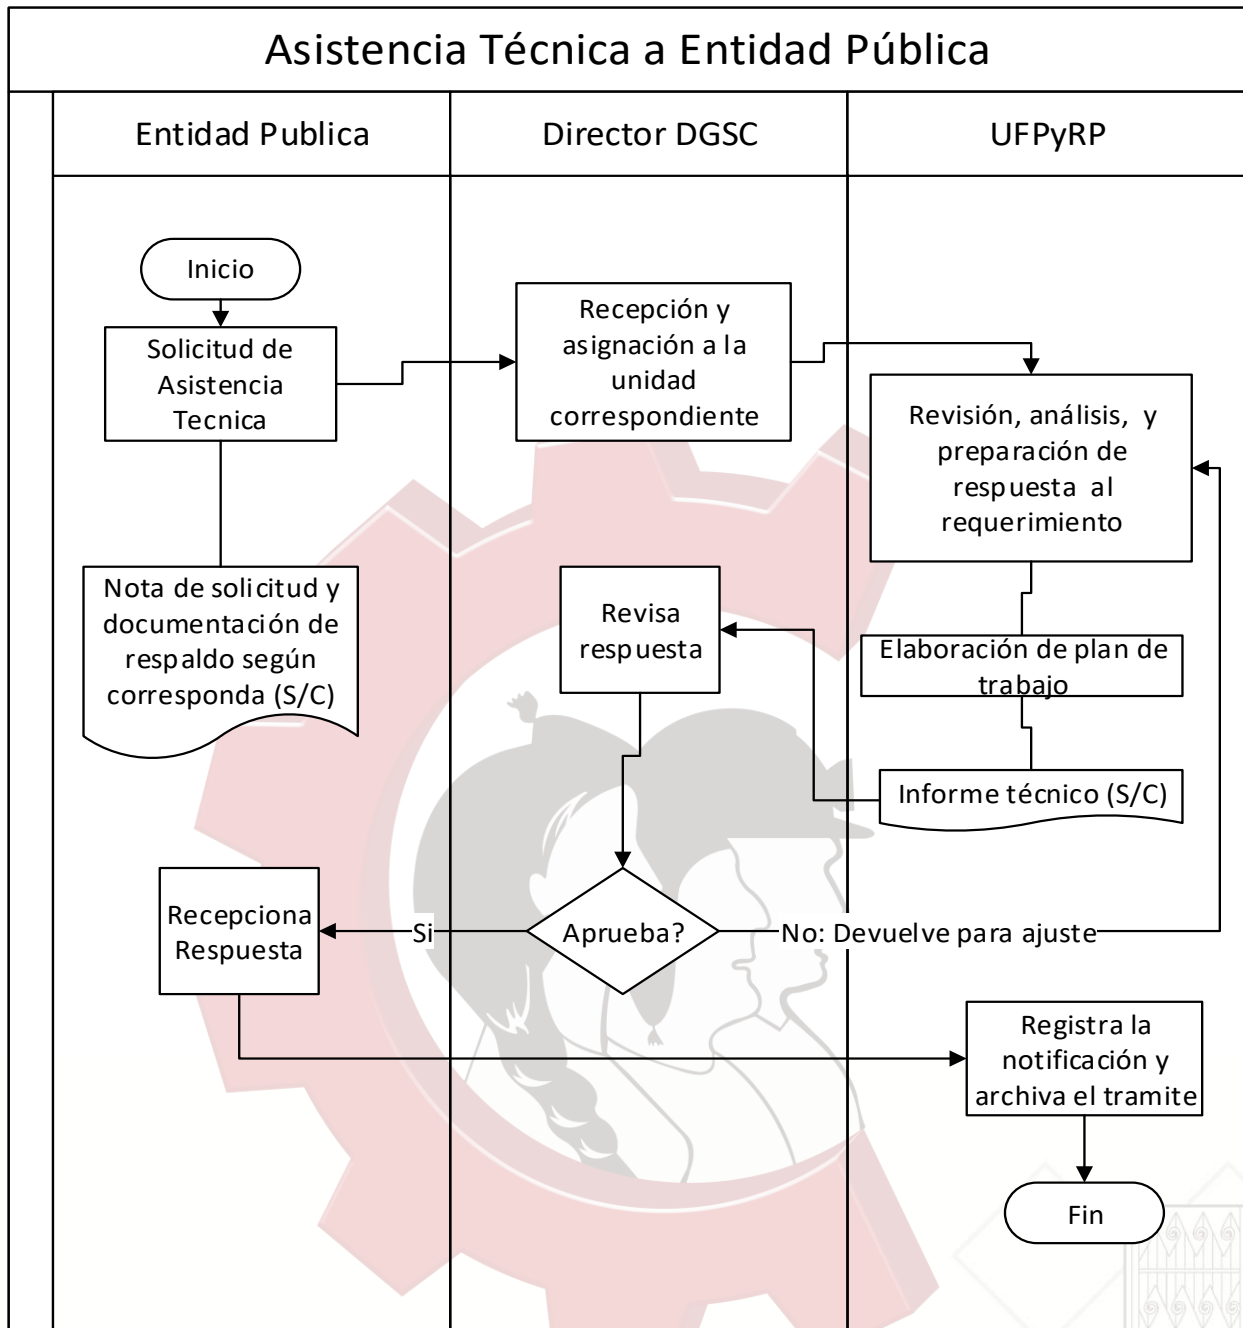 Asistencia Técnica a Entidad Pública
Entidad Publica
Director DGSC
UFPyRP
Inicio
Solicitud de
Asistencia
Tecnica
Recepción y
asignación a la
unidad
correspondiente
Revisión, análisis, y
preparación de
respuesta al
requerimiento
Nota de solicitud y
documentación de
respaldo según
corresponda (S/C)
Revisa
respuesta
Elaboración de plan de
trabajo
Informe técnico (S/C)
Recepciona
Respuesta
Si
Aprueba?
No: Devuelve para ajuste
Registra la
notificación y
archiva el tramite
Fin